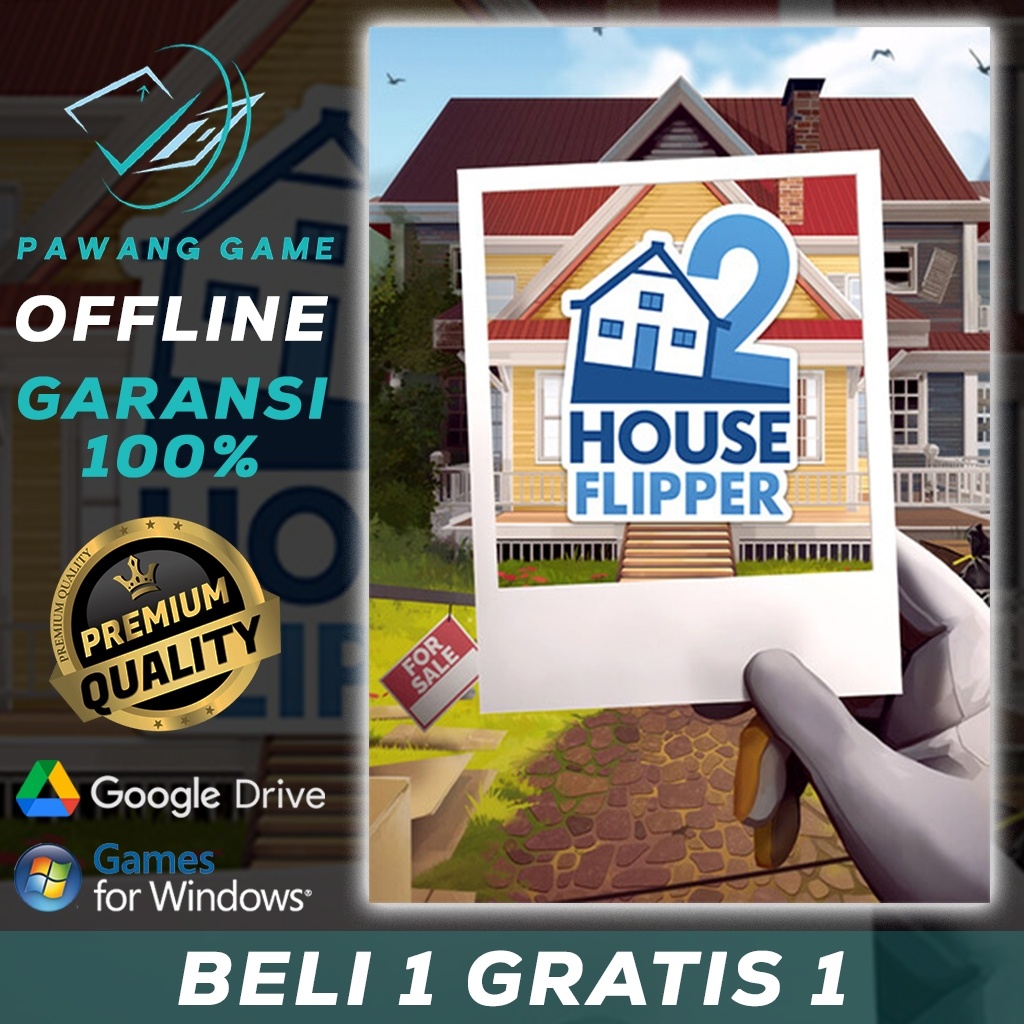 PAWANG GAME
OFFLINE
GARANSI
100%
PREMIUM QUALITY
PREMIUM
QUALITY
Google Drive
Games
for Windows®
2
HOUSE
FLIPPER
FOR
SALE
BELI 1 GRATIS 1